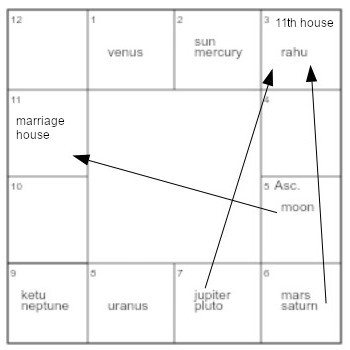 12
1
venus
2
sun
mercury
3 11th house
rahu
11
marriage
house
4
10
5 Asc.
moon
9
ketu
neptune
8
uranus
7
jupiter
pluto
6
mars
saturn